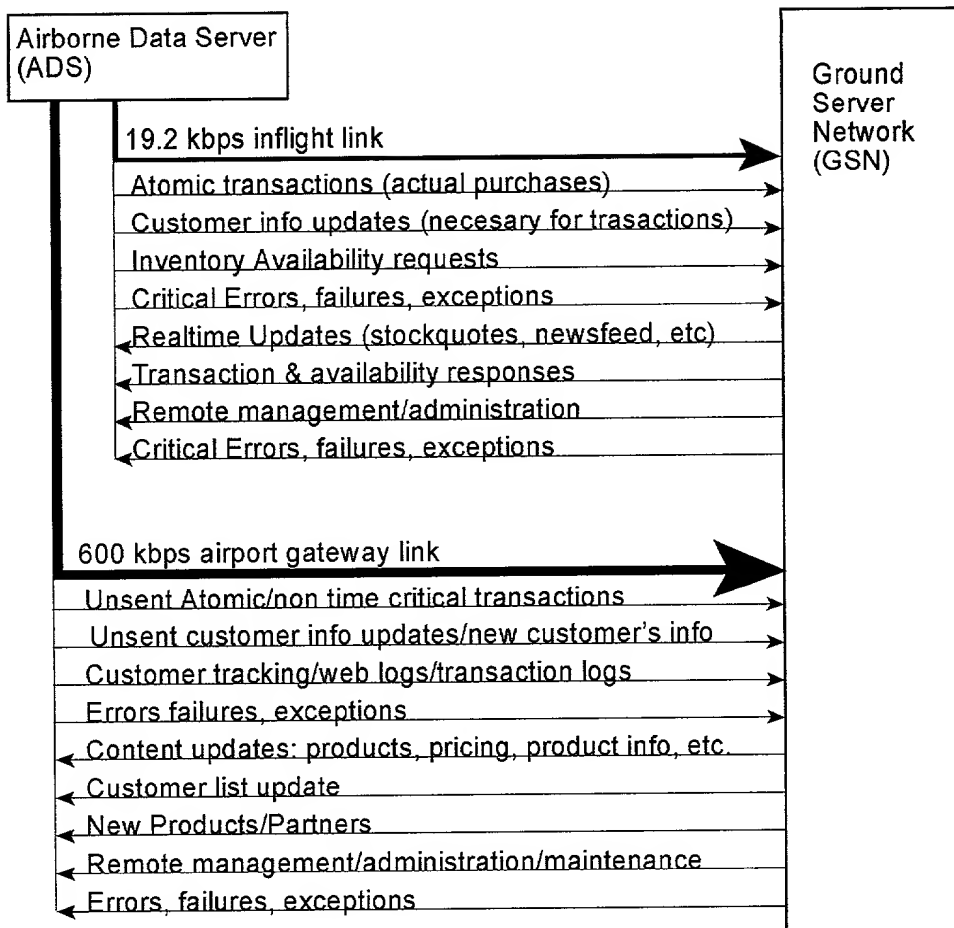 Airborne Data Server
(ADS)
Ground
Server
Network
(GSN)
19.2 kbps inflight link
Atomic transactions (actual purchases)
Customer info updates (necesary for trasactions)
Inventory Availability requests
Critical Errors, failures, exceptions
Realtime Updates (stockquotes, newsfeed, etc)
Transaction & availability responses
Remote management/administration
Critical Errors, failures, exceptions
600 kbps airport gateway link
Unsent Atomic/non time critical transactions
Unsent customer info updates/new customer's info
Customer tracking/web logs/transaction logs
Errors failures, exceptions
Content updates: products, pricing, product info, etc.
Customer list update
New Products/Partners
Remote management/administration/maintenance
Errors, failures, exceptions